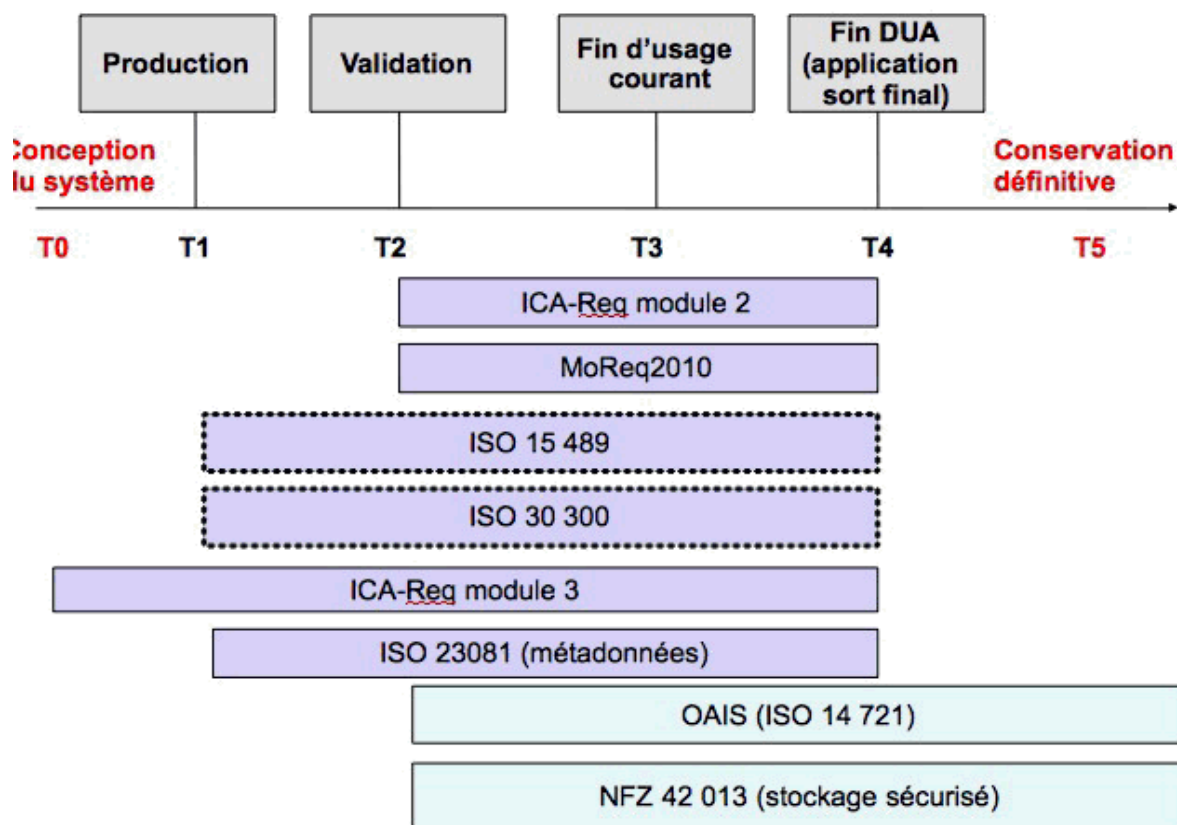 Production
Validation
Fin d'usage
courant
Fin DUA
(application
sort final)
Conception
du système
Conservation
définitive
T0
T1
T2
T3
T4
T5
ICA-Req module 2
MoReq2010
ISO 15 489
ISO 30 300
ICA-Req module 3
ISO 23081 (métadonnées)
OAIS (ISO 14 721)
NFZ 42 013 (stockage sécurisé)